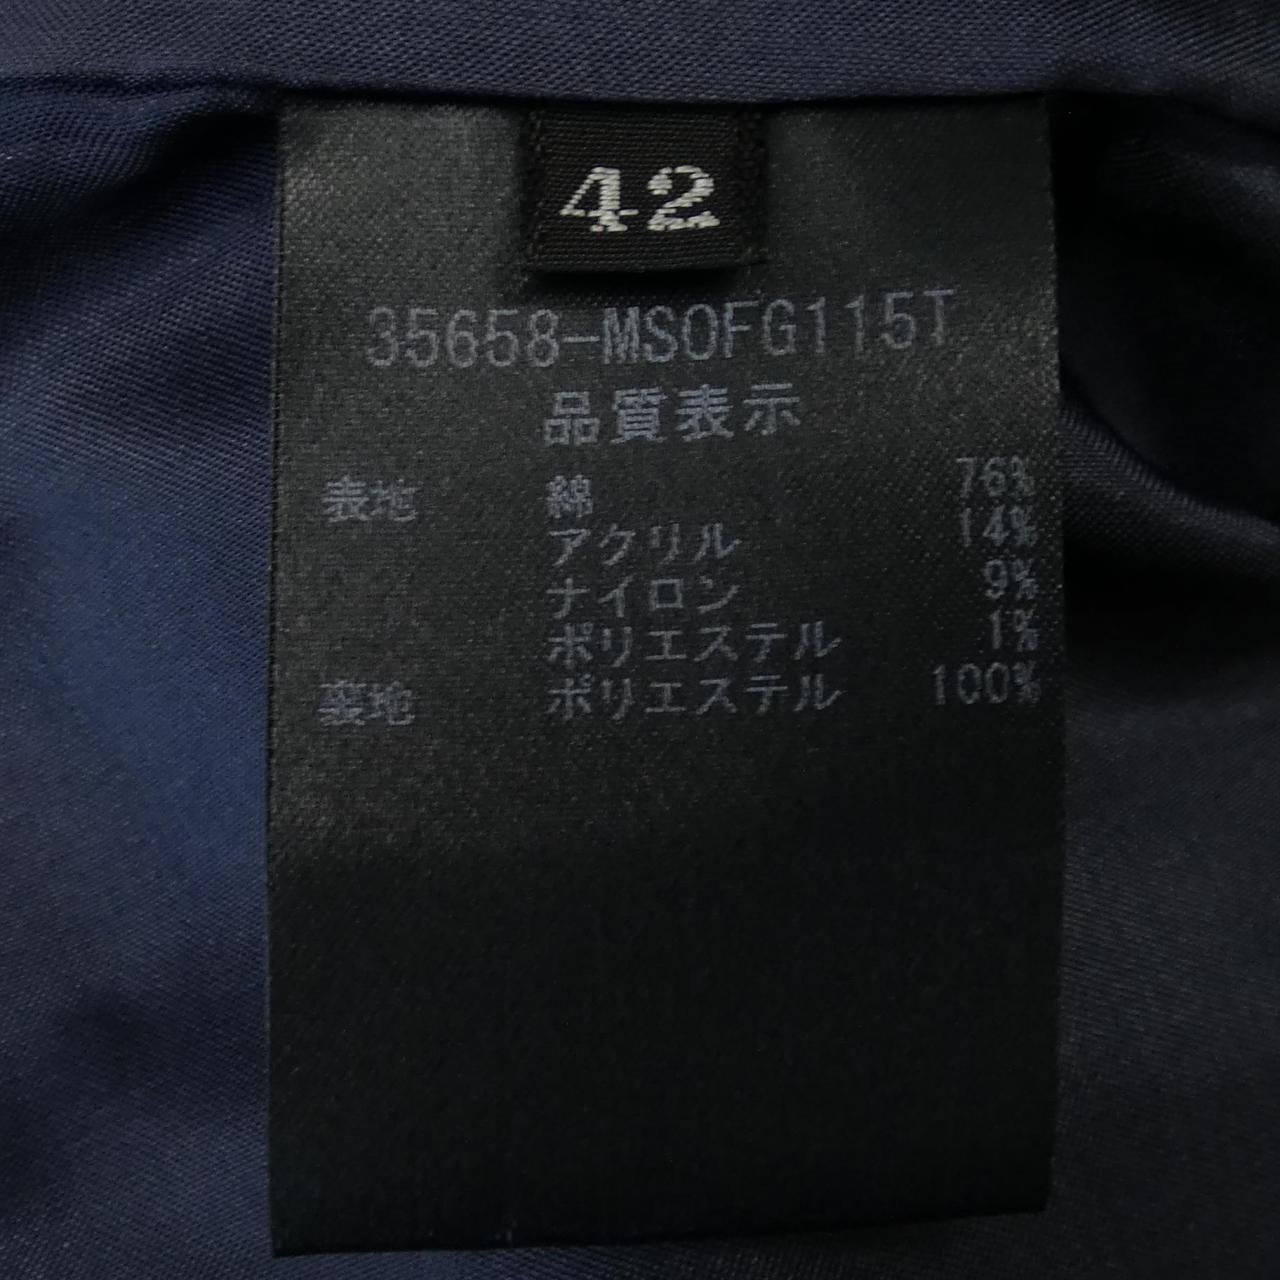 42
35658-MSOFG115T
品質表示
表地 綿 76%
アクリル 14%
ナイロン 9%
ポリエステル 1%
裏地 ポリエステル 100%